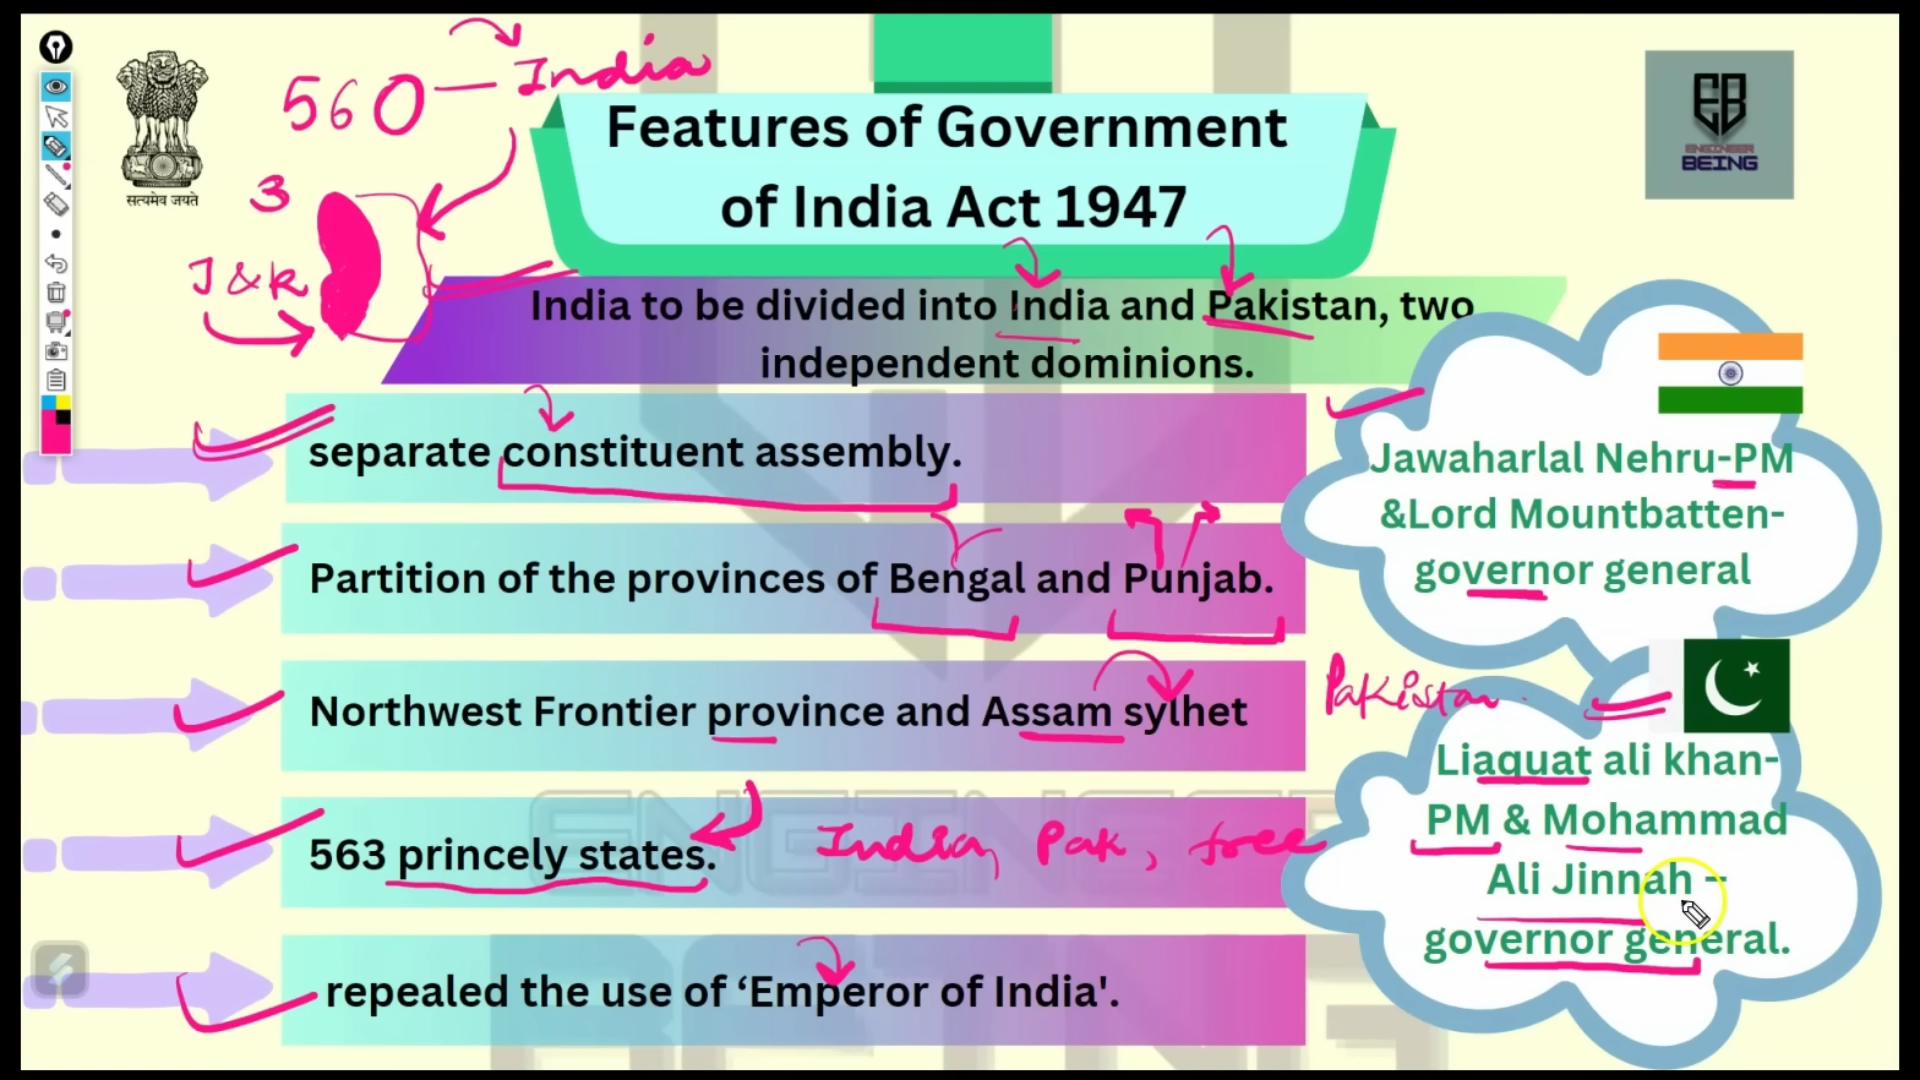 560 — India
सत्यमेव जयते
3
J & K
ENGINEER
BEING
Features of Government
of India Act 1947
India to be divided into India and Pakistan, two
independent dominions.
separate constituent assembly.
Partition of the provinces of Bengal and Punjab.
Northwest Frontier province and Assam sylhet
563 princely states.
India, Pak, free
repealed the use of ‘Emperor of India'.
Jawaharlal Nehru-PM
&Lord Mountbatten-
governor general
Pakistan
Liaquat ali khan-
PM & Mohammad
Ali Jinnah –
governor general.
ENGINEER
BEING